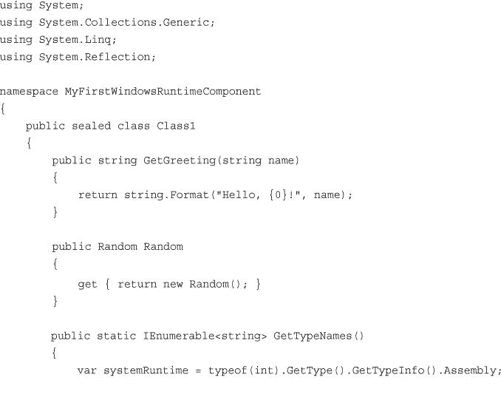 using System;
using System.Collections.Generic;
using System.Linq;
using System.Reflection;
namespace MyFirstWindowsRuntimeComponent
{
public sealed class Class1
{
public string GetGreeting(string name)
{
return string.Format("Hello, {0}!", name);
}
public Random Random
{
get { return new Random(); }
}
public static IEnumerable<string> GetTypeNames()
{
var systemRuntime = typeof(int).GetType().GetTypeInfo().Assembly;